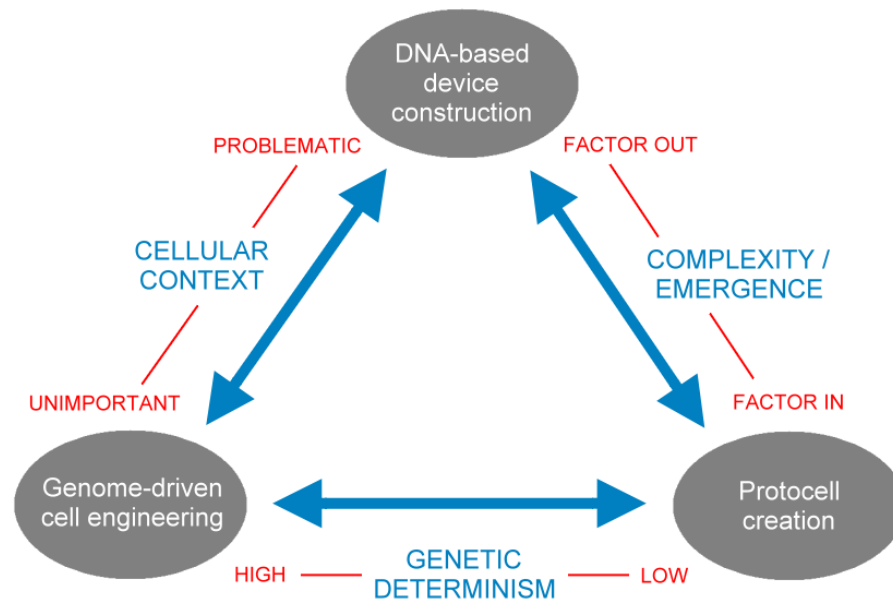 DNA-based
device
construction
PROBLEMATIC
FACTOR OUT
CELLULAR
CONTEXT
COMPLEXITY /
EMERGENCE
UNIMPORTANT
FACTOR IN
Genome-driven
cell engineering
Protocell
creation
HIGH
GENETIC
DETERMINISM
LOW